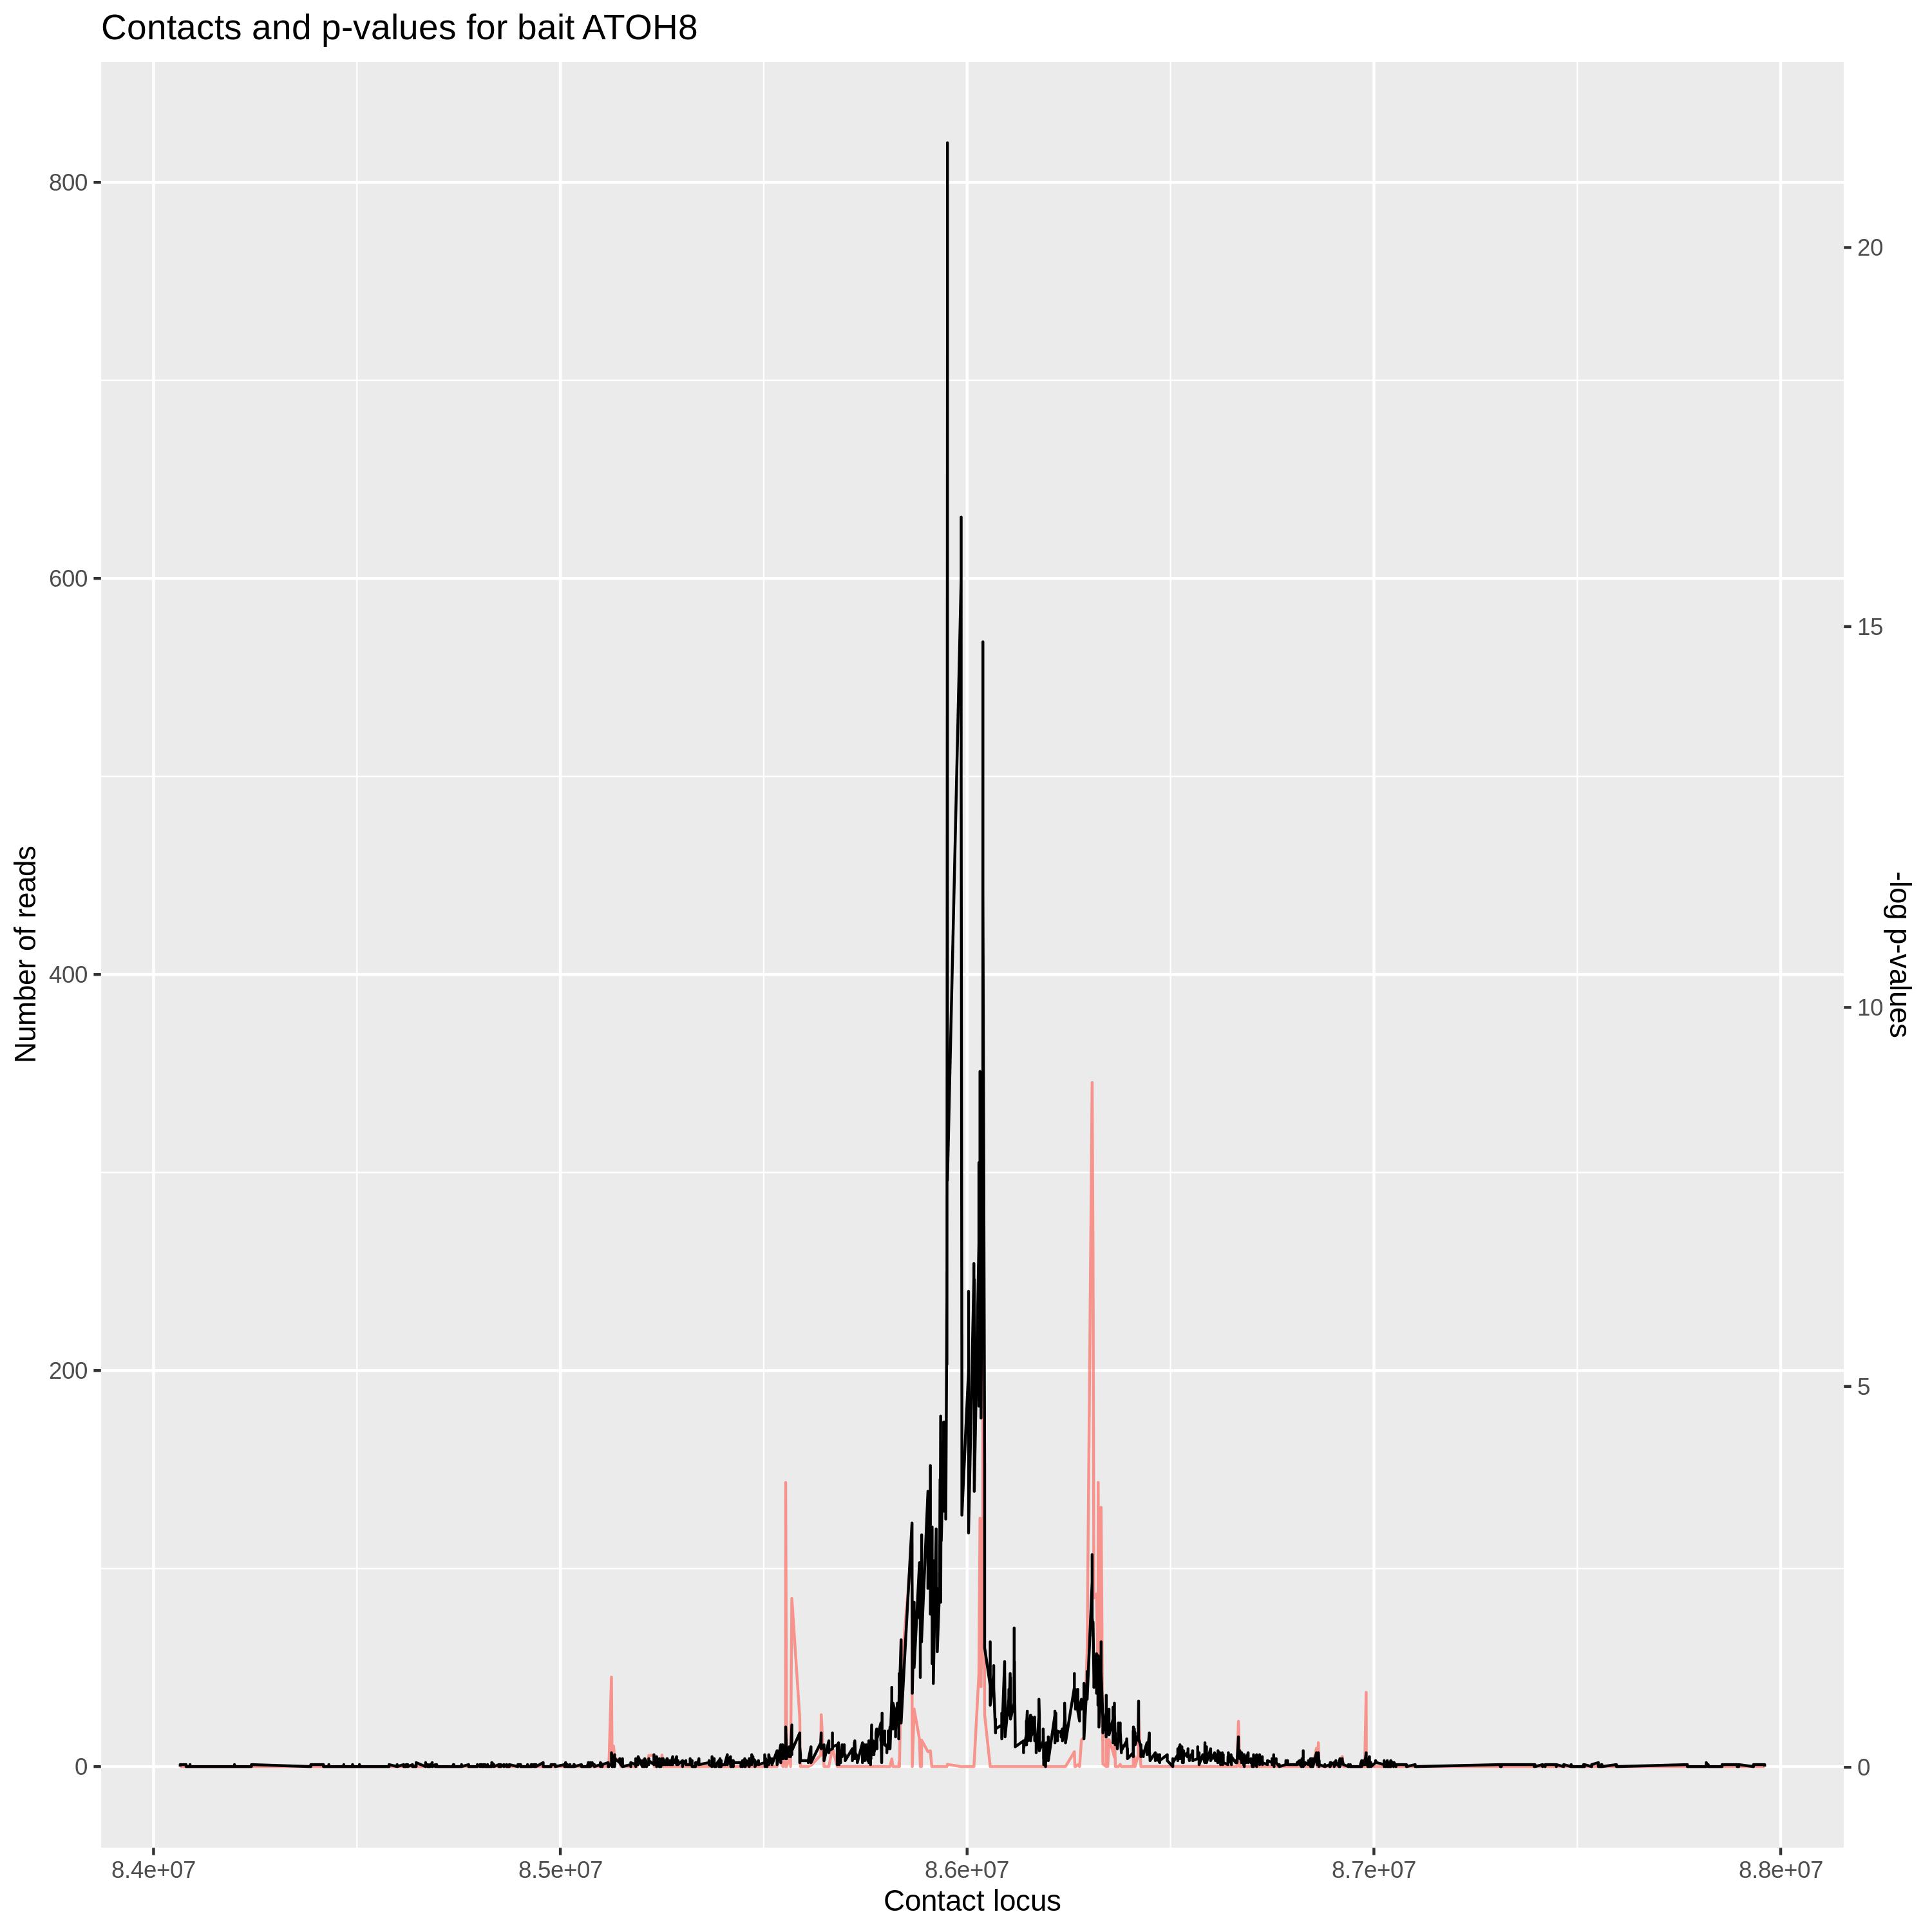 Contacts and p-values for bait ATOH8
800
600
400
200
0
Number of reads
20
15
10
5
0
-log p-values
8.4e+07 8.5e+07 8.6e+07 8.7e+07 8.8e+07
Contact locus